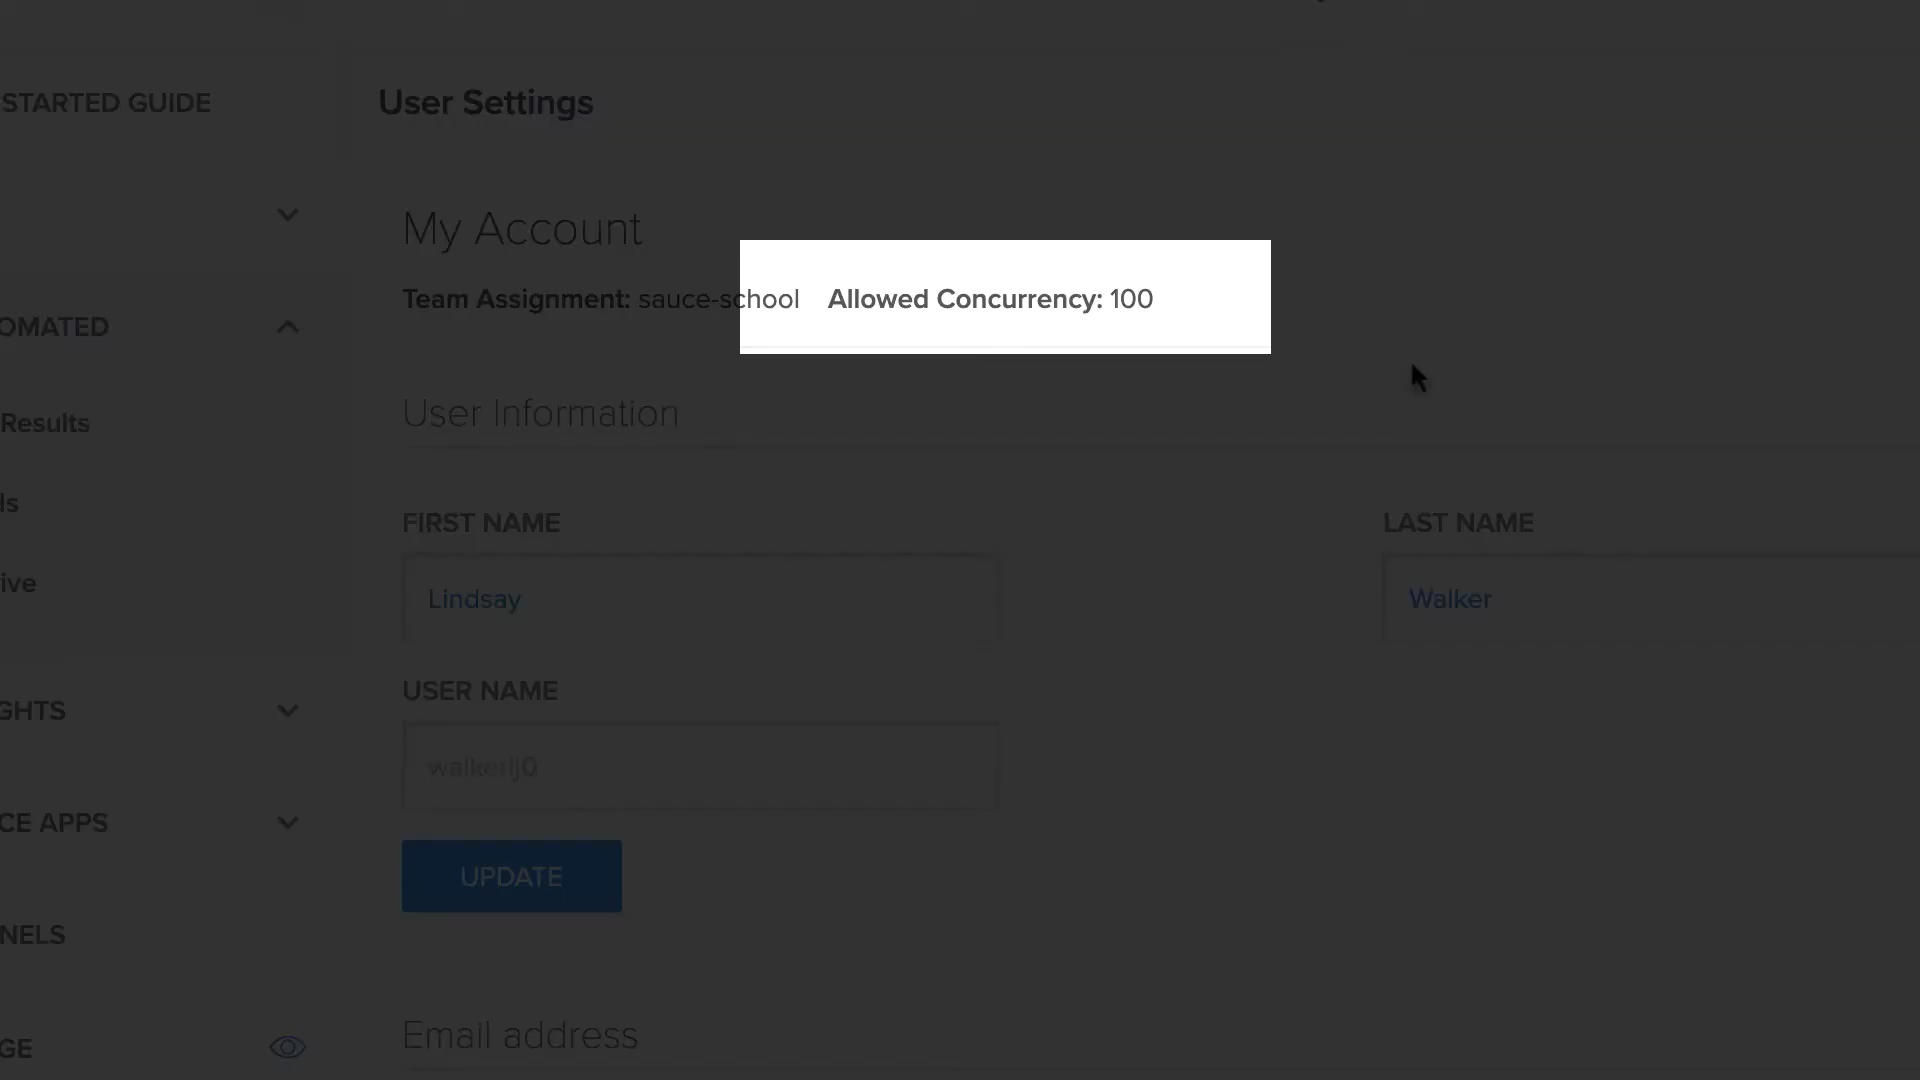 STARTED GUIDE
User Settings
My Account
Team Assignment: sauce-school Allowed Concurrency: 100
OMATED
User Information
Results
FIRST NAME
LAST NAME
ls
ive
Lindsay
Walker
USER NAME
GHTS
walkerlj0
CE APPS
UPDATE
NELS
Email address
GE